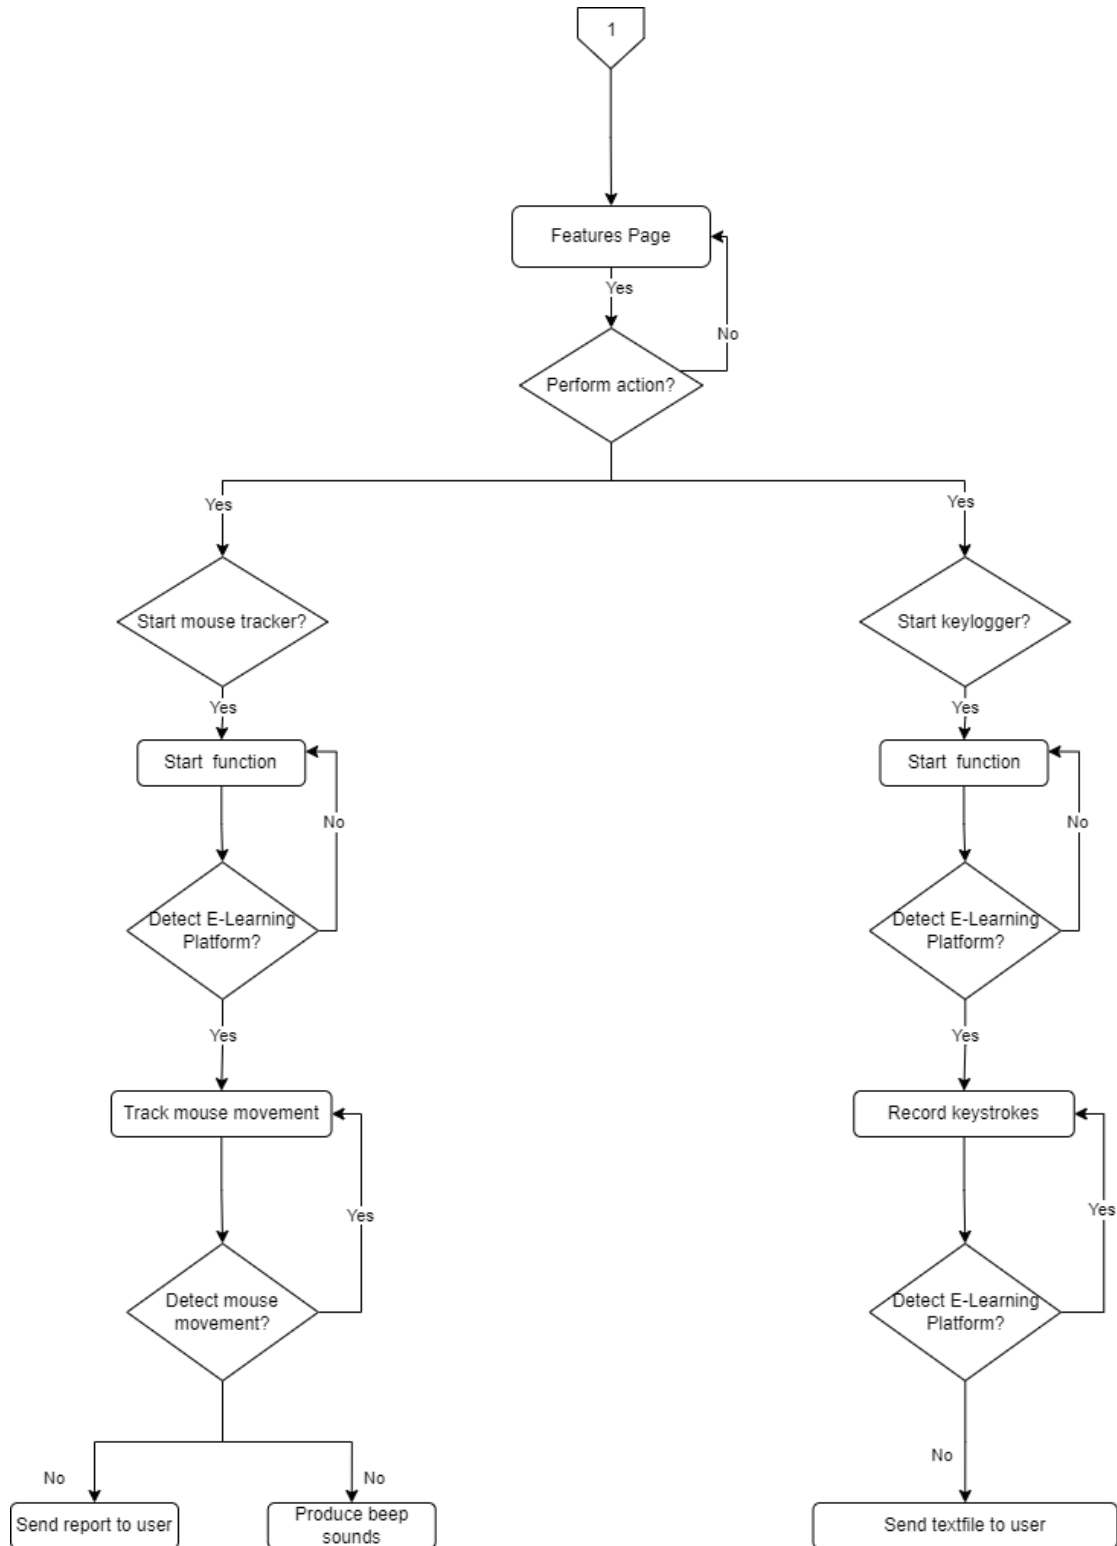 1
Features Page
Yes
No
Perform action?
Yes
Yes
Start mouse tracker?
Start keylogger?
Yes
Yes
Start function
Start function
No
No
Detect E-Learning
Platform?
Detect E-Learning
Platform?
Yes
Yes
Track mouse movement
Record keystrokes
Yes
Yes
Detect mouse
movement?
Detect E-Learning
Platform?
No
No
No
Send report to user
Produce beep
sounds
Send textfile to user